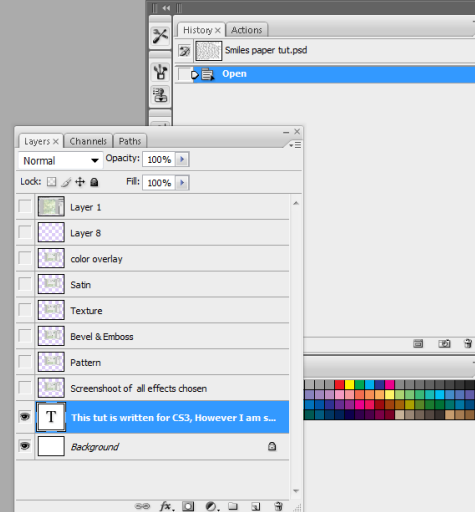 History × Actions
Smiles paper tut.psd
Open
Layers × Channels Paths
Normal Opacity: 100%
Lock: Fill: 100%
Layer 1
Layer 8
color overlay
Satin
Texture
Bevel & Emboss
Pattern
Screenshoot of all effects chosen
T This tut is written for CS3, However I am s...
Background
fx.